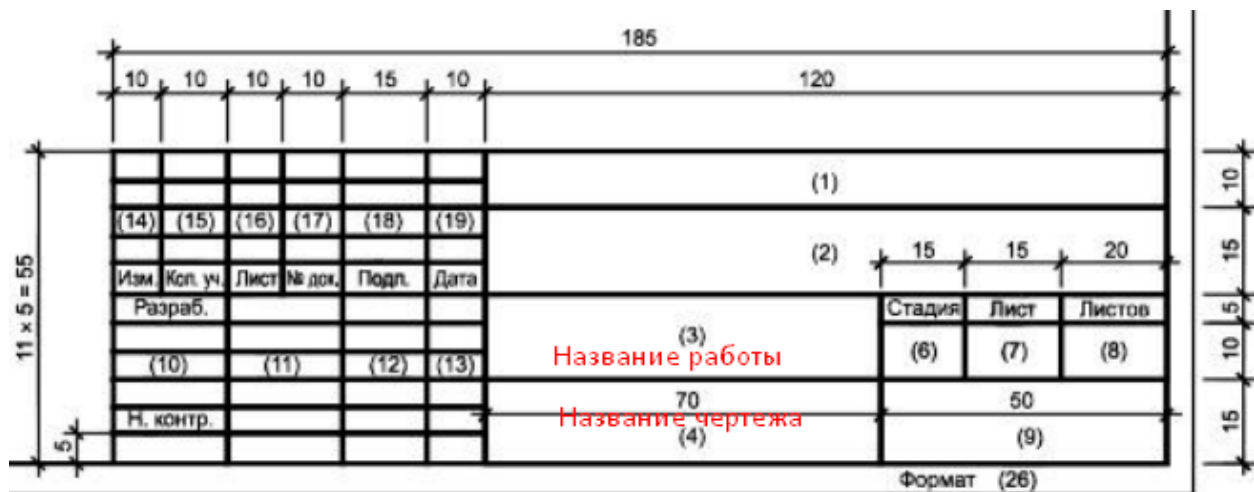 185
10 10 10 10 15 10 120
(1) 10
(14) (15) (16) (17) (18) (19)
(2) 15 15 20 15
Изм. Кол. уч. Лист № док. Подп. Дата
11 x 5 = 55
Разраб. Стадия Лист Листов 5
(3)
Название работы
(10) (11) (12) (13) (6) (7) (8) 10
70 50
Н. контр. Название чертежа 15
5 (4) (9)
Формат (26)